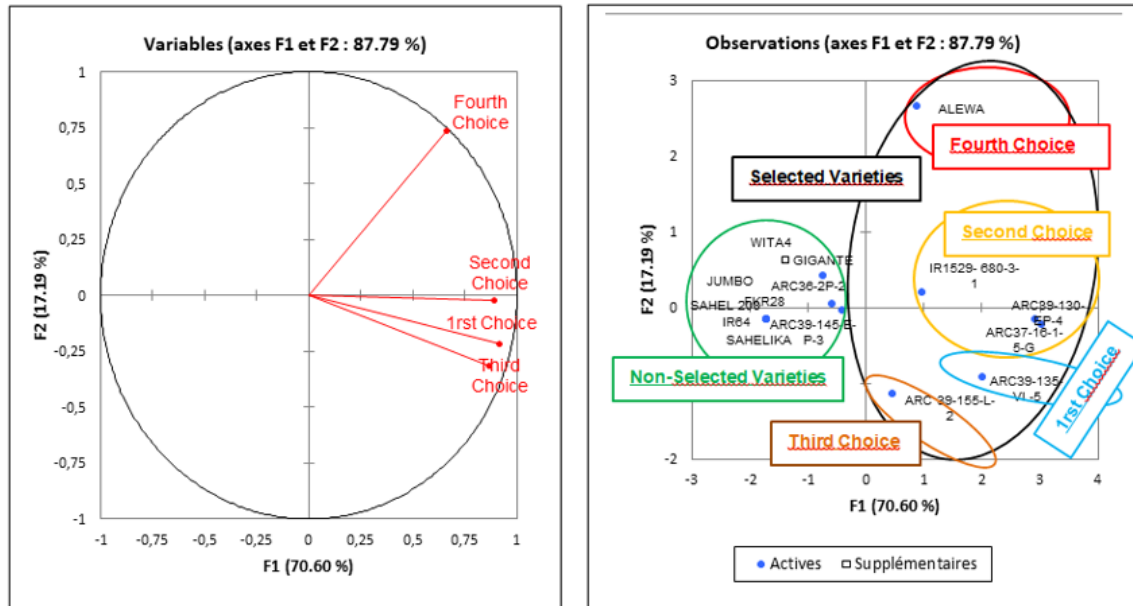 Variables (axes F1 et F2 : 87.79 %)
1
0,75
0,5
0,25
0
-0,25
-0,5
-0,75
-1
F2 (17.19 %)
Fourth
Choice
Second
Choice
1rst Choice
Third
Choice
-1
-0,75
-0,5
-0,25
0
0,25
0,5
0,75
1
F1 (70.60 %)
Observations (axes F1 et F2 : 87.79 %)
3
2
1
0
-2
F2 (17.19 %)
ALEWA
Fourth Choice
Selected Varieties
Second Choice
WITA4
GIGANTE
IR1529- 680-3-
1
JUMBO
ARC36-2P-2
SAHEL
FKR28
ARC39-130-
EP-4
IR64
ARC39-145-E-
P-3
ARC37-16-1-
5-G
SAHELIKA
Non-Selected Varieties
ARC39-135-
VL-5
1rst Choice
ARC 39-155-L-
2
Third Choice
-3
-2
-1
0
1
2
3
4
F1 (70.60 %)
Actives
Supplémentaires